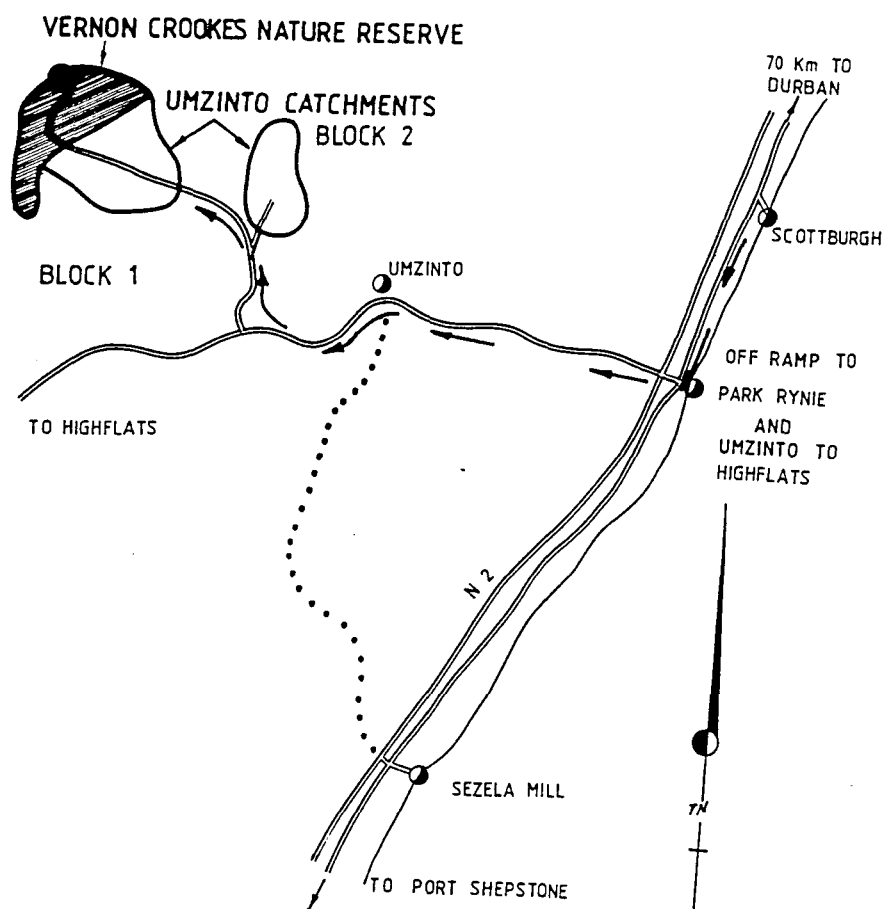 VERNON CROOKES NATURE RESERVE
70 Km TO
DURBAN
UMZINTO CATCHMENTS
BLOCK 2
SCOTTBURGH
BLOCK 1
UMZINTO
OFF RAMP TO
PARK RYNIE
AND
UMZINTO TO
HIGHFLATS
TO HIGHFLATS
N 2
SEZELA MILL
TN
TO PORT SHEPSTONE